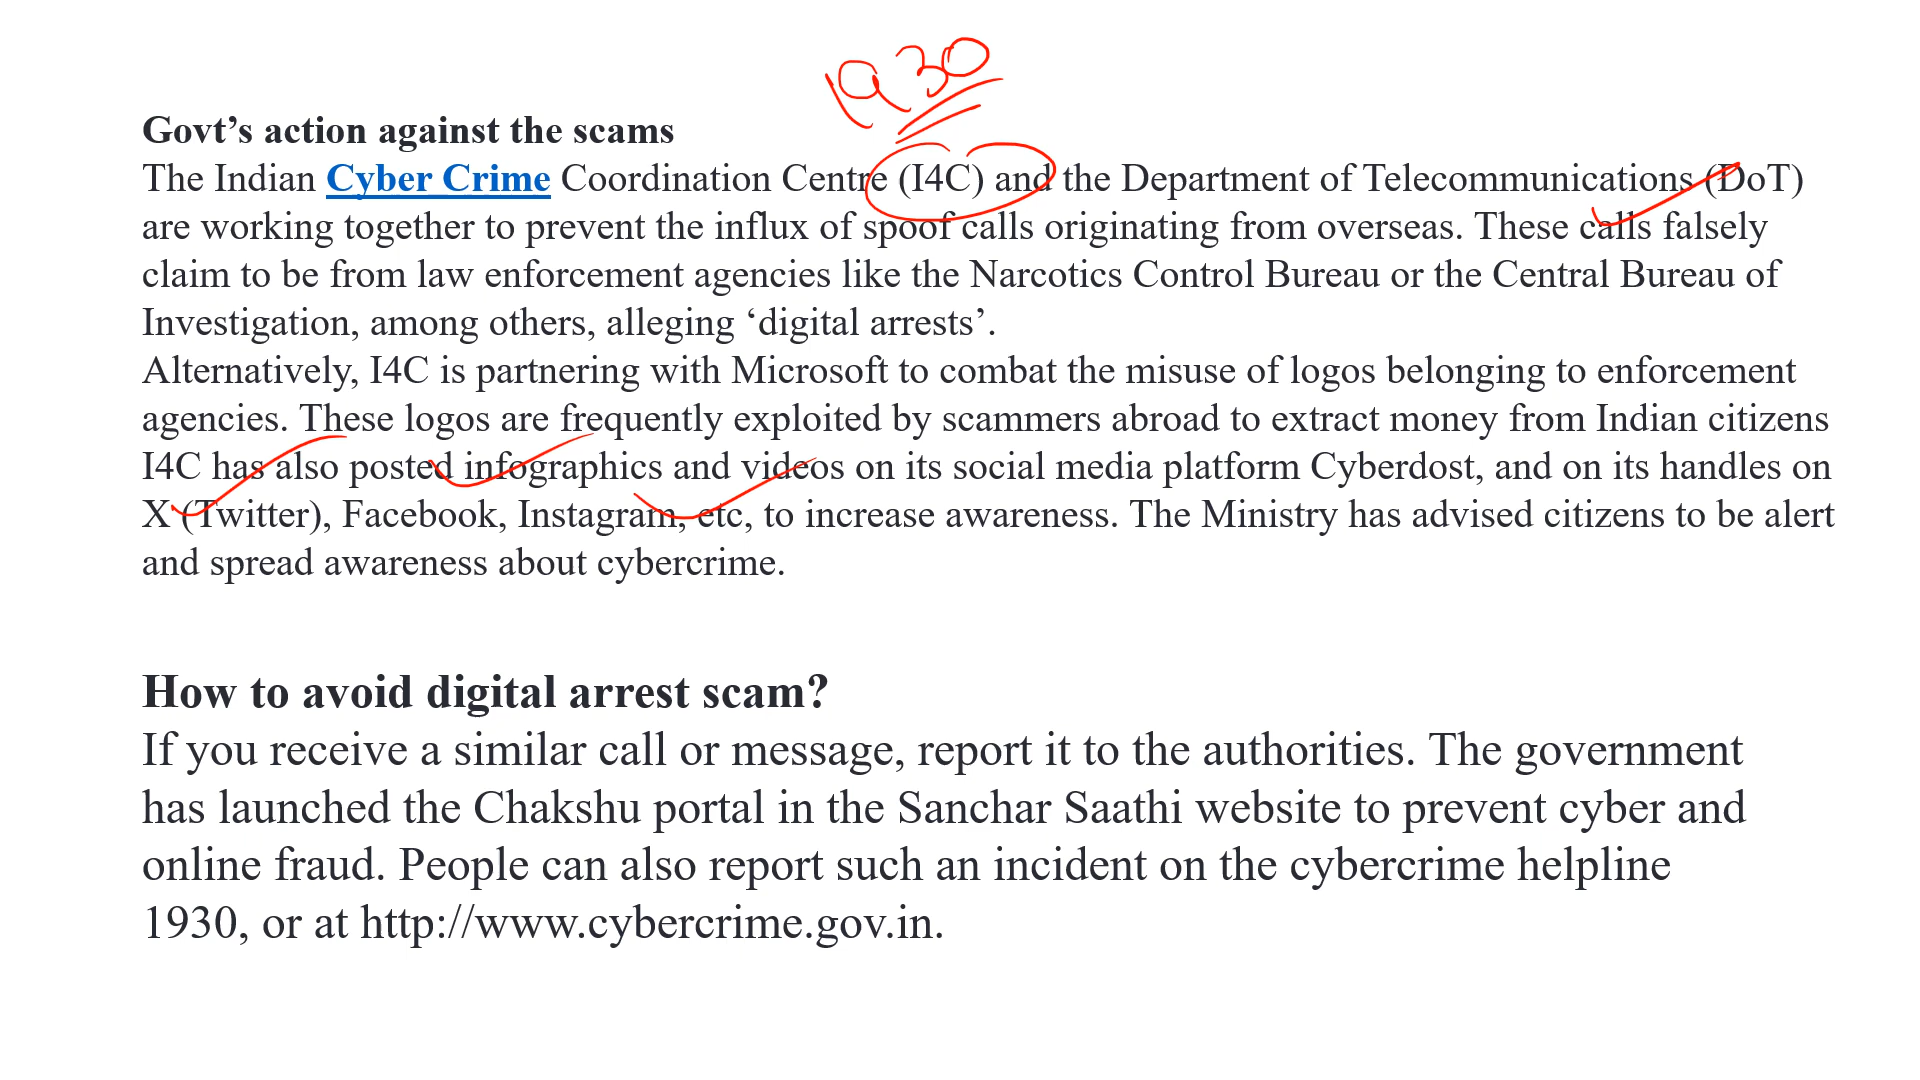 1930
Govt’s action against the scams
The Indian Cyber Crime Coordination Centre (I4C) and the Department of Telecommunications (DoT)
are working together to prevent the influx of spoof calls originating from overseas. These calls falsely
claim to be from law enforcement agencies like the Narcotics Control Bureau or the Central Bureau of
Investigation, among others, alleging ‘digital arrests’.
Alternatively, I4C is partnering with Microsoft to combat the misuse of logos belonging to enforcement
agencies. These logos are frequently exploited by scammers abroad to extract money from Indian citizens
I4C has also posted infographics and videos on its social media platform Cyberdost, and on its handles on
X (Twitter), Facebook, Instagram, etc, to increase awareness. The Ministry has advised citizens to be alert
and spread awareness about cybercrime.
How to avoid digital arrest scam?
If you receive a similar call or message, report it to the authorities. The government
has launched the Chakshu portal in the Sanchar Saathi website to prevent cyber and
online fraud. People can also report such an incident on the cybercrime helpline
1930, or at http://www.cybercrime.gov.in.